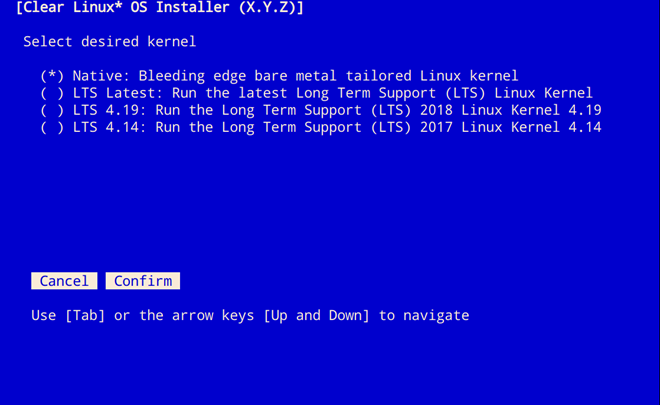 [Clear Linux* OS Installer (X.Y.Z)]
Select desired kernel
(*) Native: Bleeding edge bare metal tailored Linux kernel
( ) LTS Latest: Run the latest Long Term Support (LTS) Linux Kernel
( ) LTS 4.19: Run the Long Term Support (LTS) 2018 Linux Kernel 4.19
( ) LTS 4.14: Run the Long Term Support (LTS) 2017 Linux Kernel 4.14
Cancel Confirm
Use [Tab] or the arrow keys [Up and Down] to navigate